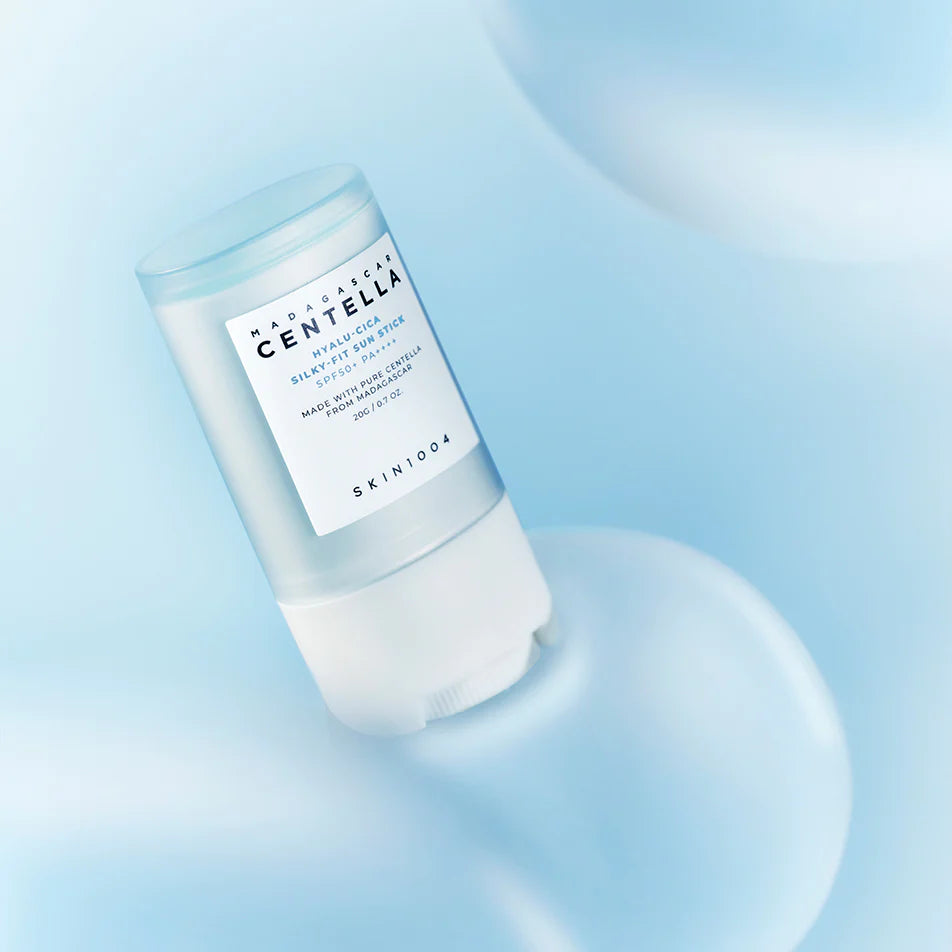 MADAGASCAR
CENTELLA
HYALU-CICA
SILKY-FIT SUN STICK
SPF50+ PA++++
MADE WITH PURE CENTELLA
FROM MADAGASCAR
20G / 0.7 OZ.
SKIN1004